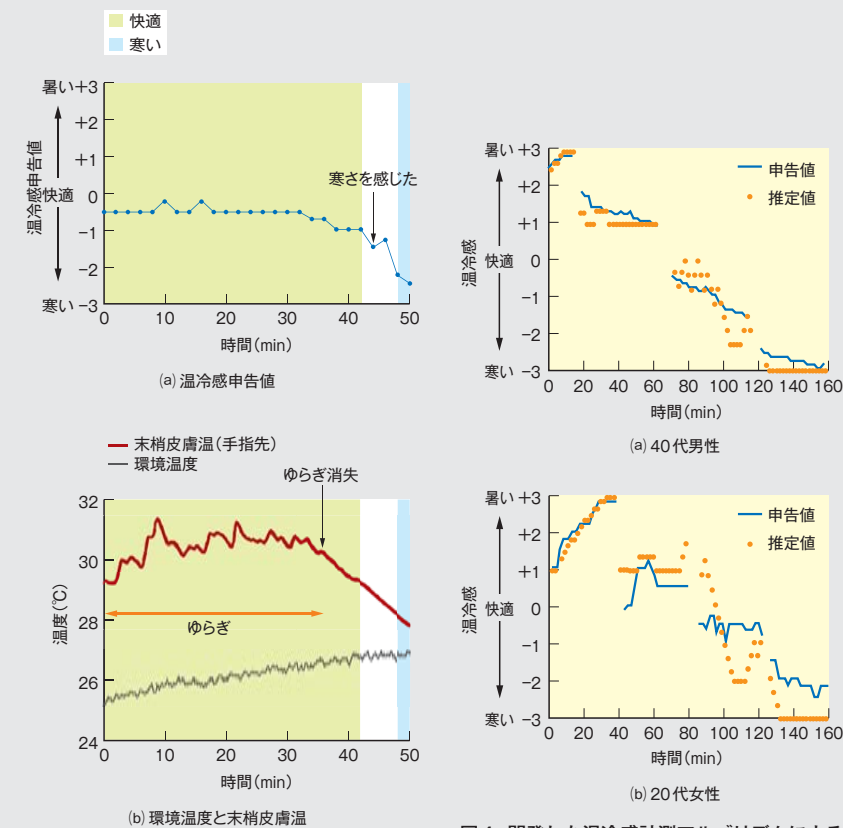 快適
寒い
暑い+3
+2
+1
0
−1
−2
寒い −3
温冷感申告値
快適
寒さを感じた
0 10 20 30 40 50
時間(min)
(a) 温冷感申告値
末梢皮膚温(手指先)
環境温度
ゆらぎ消失
32
30
28
26
24
温度(℃)
ゆらぎ
0 10 20 30 40 50
時間(min)
(b) 環境温度と末梢皮膚温
暑い +3
+2
+1
0
−1
−2
寒い −3
温冷感
快適
申告値
推定値
0 20 40 60 80 100 120 140 160
時間(min)
(a) 40代男性
暑い +3
+2
+1
0
−1
−2
寒い −3
温冷感
快適
申告値
推定値
0 20 40 60 80 100 120 140 160
時間(min)
(b) 20代女性